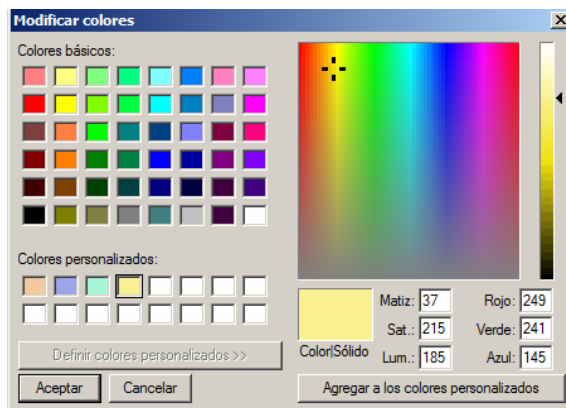 Modificar colores
Colores básicos:
Colores personalizados:
Definir colores personalizados >>
Aceptar
Cancelar
Color|Sólido
Matiz: 37
Sat.: 215
Lum.: 185
Rojo: 249
Verde: 241
Azul: 145
Agregar a los colores personalizados